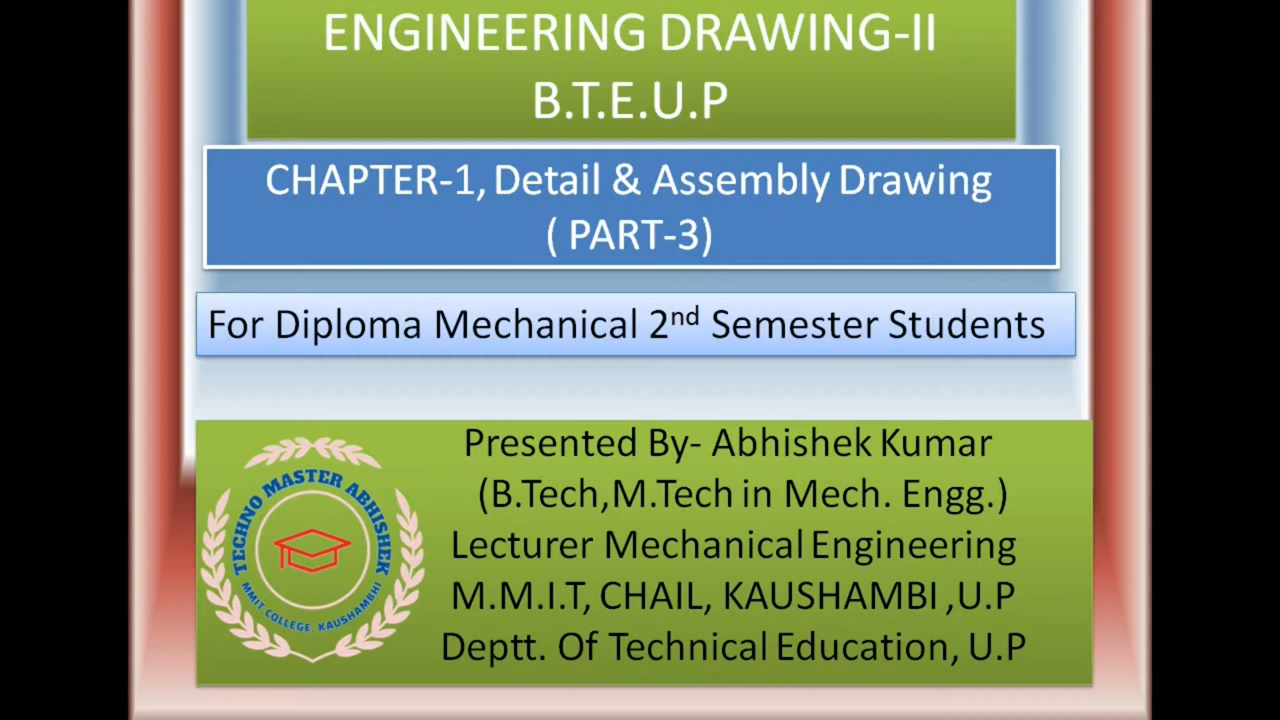 ENGINEERING DRAWING-II
B.T.E.U.P
CHAPTER-1, Detail & Assembly Drawing
( PART-3)
For Diploma Mechanical 2nd Semester Students
TECHNO MASTER ABHISHEK
MMIT COLLEGE, KAUSHAMBHI
Presented By- Abhishek Kumar
(B.Tech,M.Tech in Mech. Engg.)
Lecturer Mechanical Engineering
M.M.I.T, CHAIL, KAUSHAMBI ,U.P
Deptt. Of Technical Education, U.P